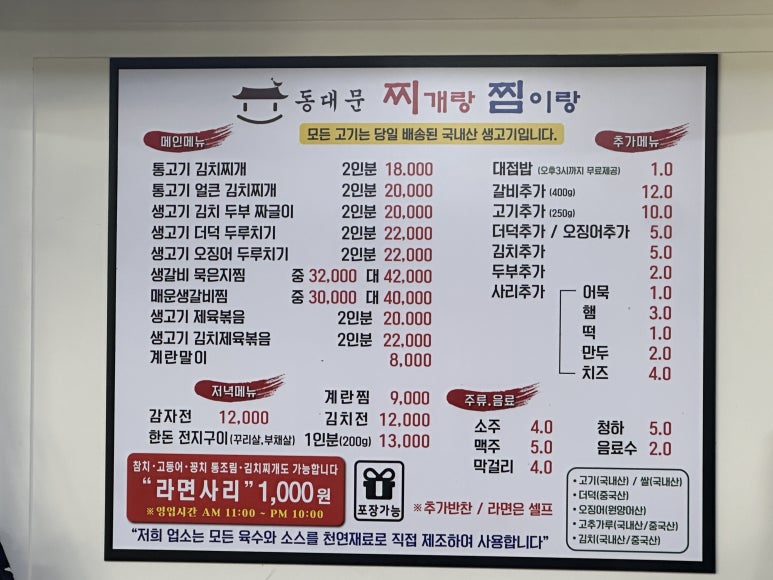 동대문 찌개랑 찜이랑
모든 고기는 당일 배송된 국내산 생고기입니다.
메인메뉴
통고기 김치찌개 2인분 18.000
통고기 얼큰 김치찌개 2인분 20,000
생고기 김치 두부 짜글이 2인분 20,000
생고기 더덕 두루치기 2인분 22,000
생고기 오징어 두루치기 2인분 22,000
생갈비 묵은지찜 중 32,000 대 42,000
매운생갈비찜 중 30,000 대 40,000
생고기 제육볶음 2인분 20.000
생고기 김치제육볶음 2인분 22,000
계란말이 8,000
추가메뉴
대접밥 (오후3시까지 무료제공) 1.0
갈비추가 (400g) 12.0
고기추가 (250g) 10.0
더덕추가 / 오징어추가 5.0
김치추가 5.0
두부추가 2.0
사리추가 어묵 1.0
햄 3.0
떡 1.0
만두 2.0
치즈 4.0
저녁메뉴
계란찜 9,000
감자전 12,000 김치전 12,000
한돈 전지구이(꾸리살,부채살) 1인분(200g) 13,000
주류.음료
소주 4.0 청하 5.0
맥주 5.0 음료수 2.0
막걸리 4.0
참치·고등어·꽁치 통조림·김치찌개도 가능합니다
“라면사리” 1,000원
※영업시간 AM 11:00 ~ PM 10:00
포장가능
※추가반찬 / 라면은 셀프
• 고기(국내산) / 쌀(국내산)
• 더덕(중국산)
• 오징어(원양어산)
• 고추가루(국내산/중국산)
• 김치(국내산/중국산)
“저희 업소는 모든 육수와 소스를 천연재료로 직접 제조하여 사용합니다”